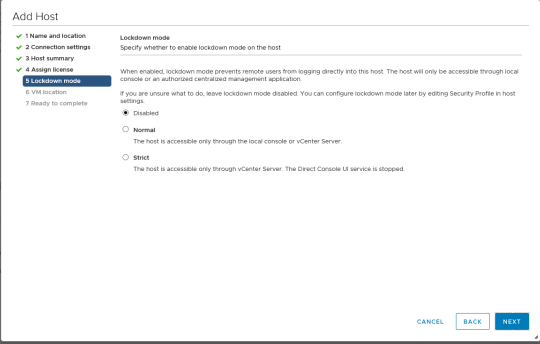 Add Host
1 Name and location
2 Connection settings
3 Host summary
4 Assign license
5 Lockdown mode
6 VM location
7 Ready to complete
Lockdown mode
Specify whether to enable lockdown mode on the host
When enabled, lockdown mode prevents remote users from logging directly into this host. The host will only be accessible through local
console or an authorized centralized management application.
If you are unsure what to do, leave lockdown mode disabled. You can configure lockdown mode later by editing Security Profile in host
settings.
Disabled
Normal
The host is accessible only through the local console or vCenter Server.
Strict
The host is accessible only through vCenter Server. The Direct Console UI service is stopped.
CANCEL
BACK
NEXT